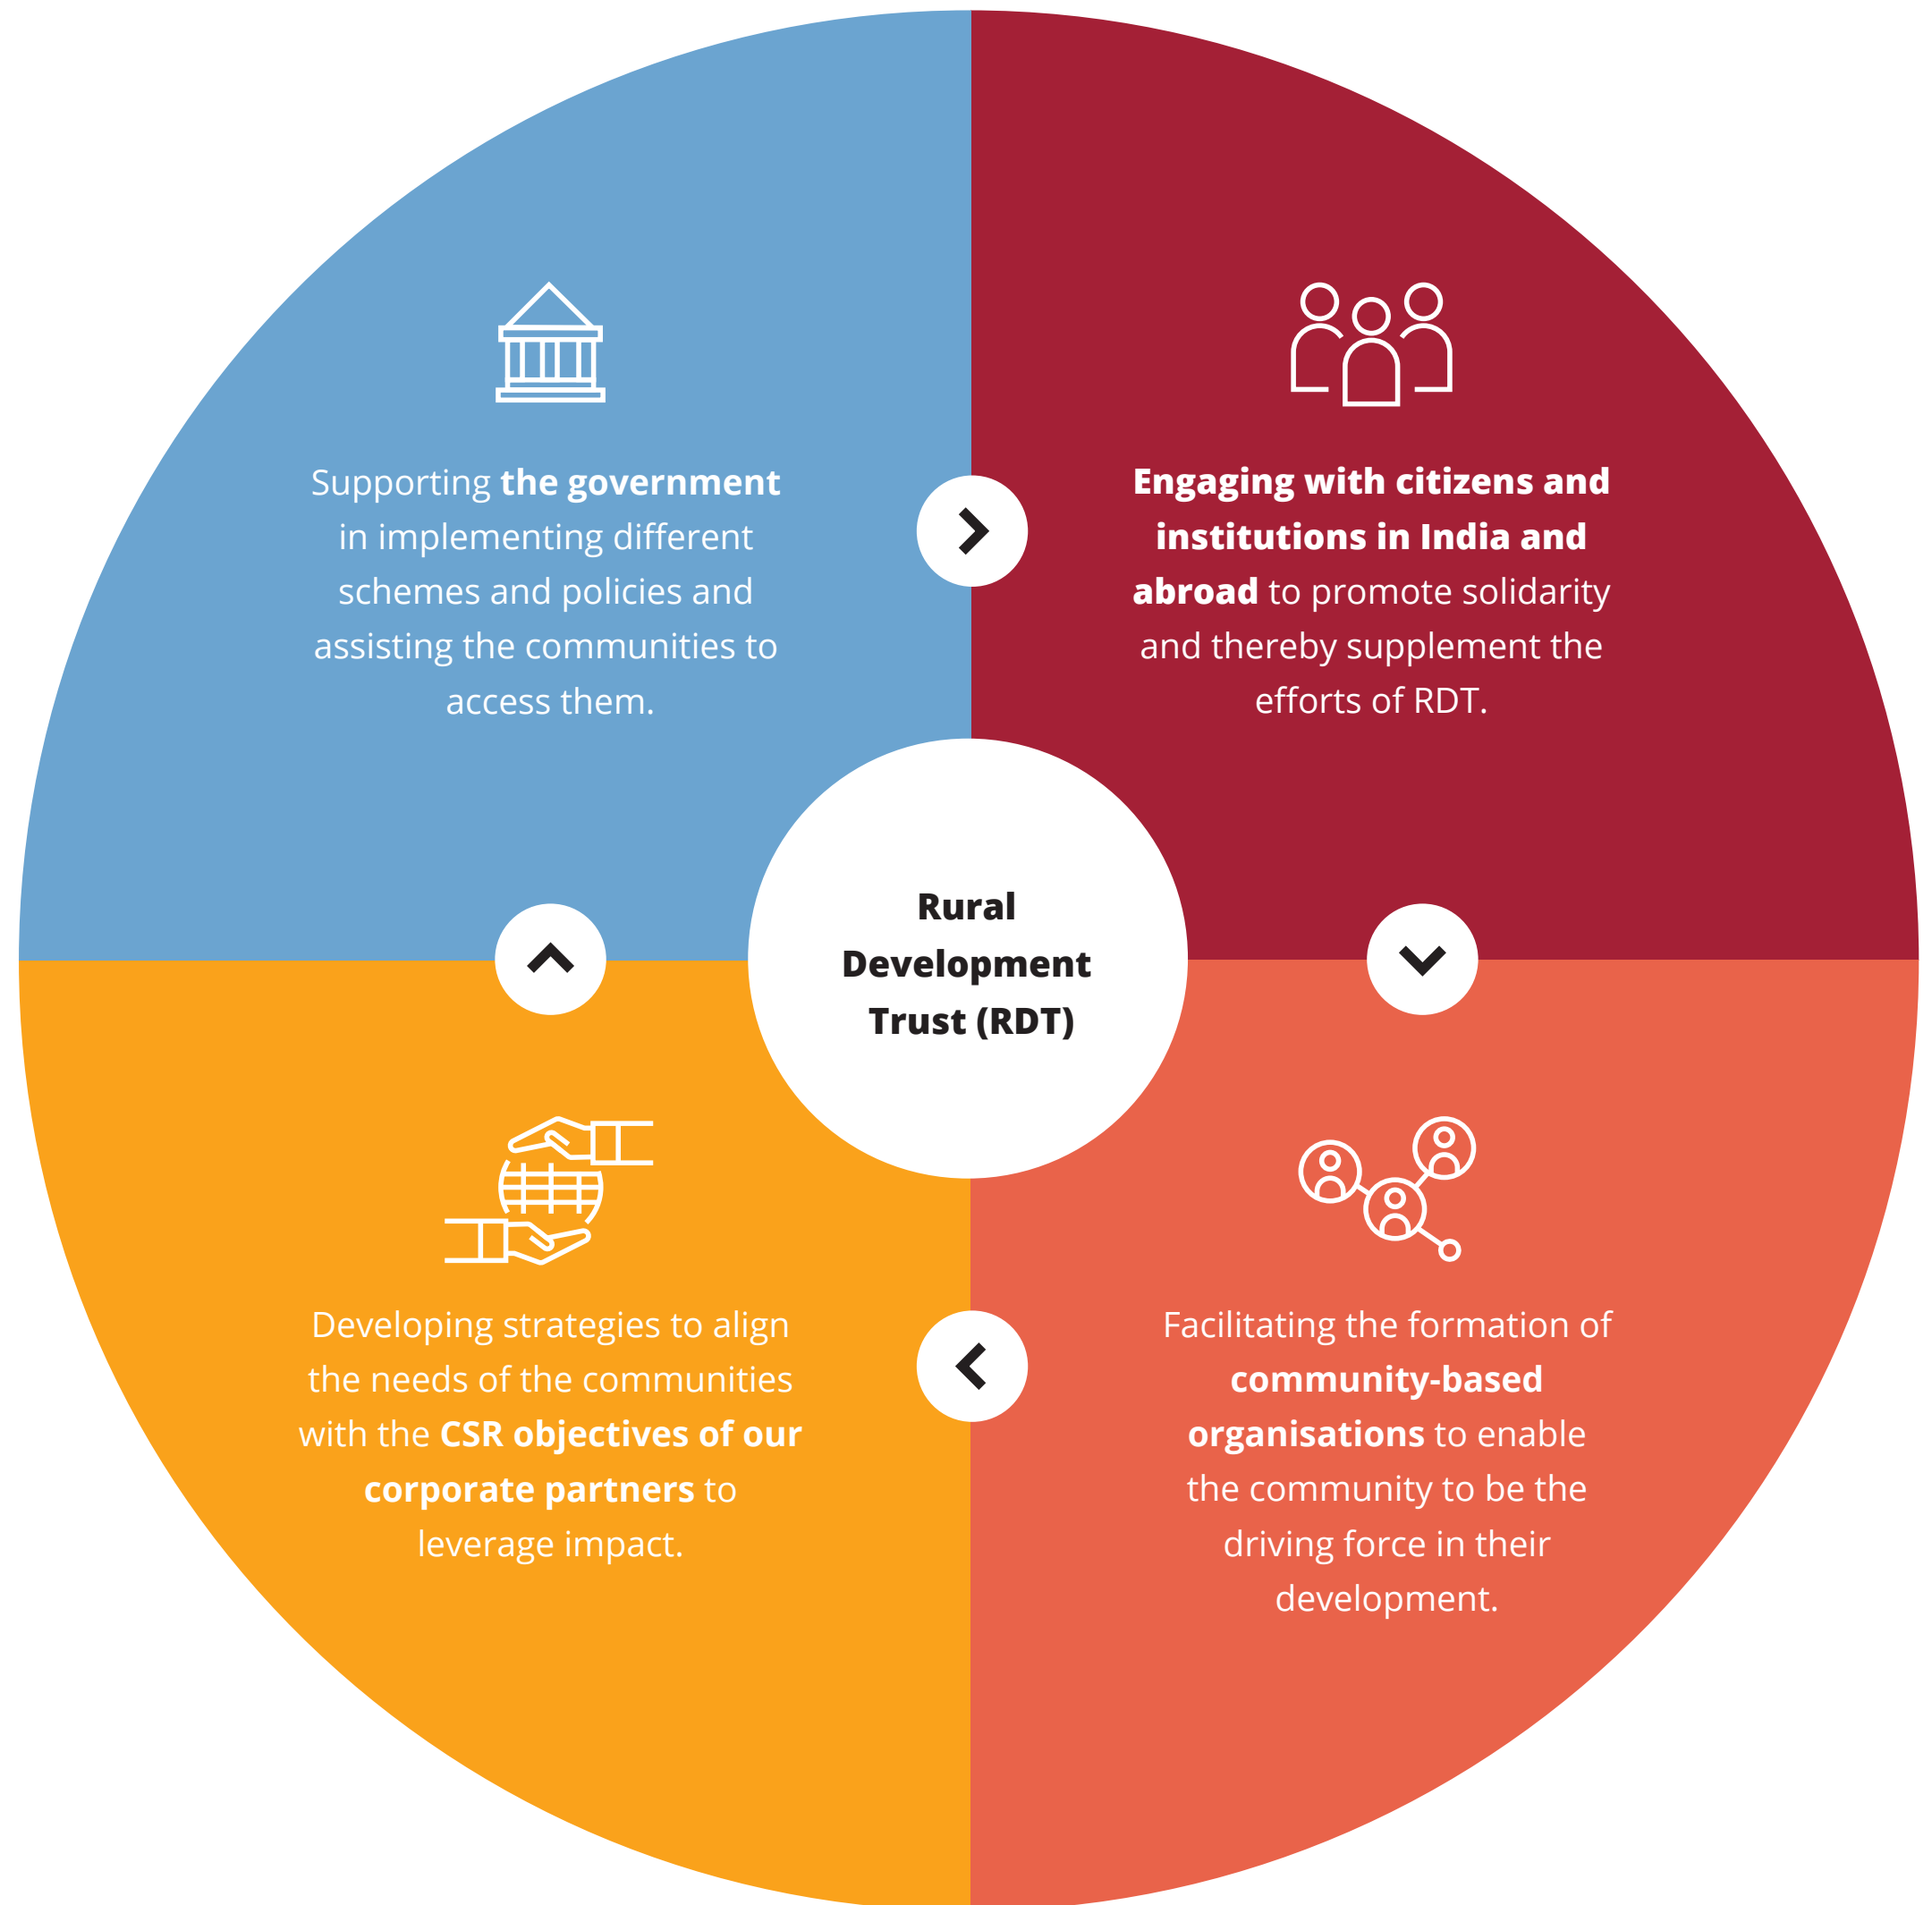 Supporting the government
in implementing different
schemes and policies and
assisting the communities to
access them.
Engaging with citizens and
institutions in India and
abroad to promote solidarity
and thereby supplement the
efforts of RDT.
Rural
Development
Trust (RDT)
Developing strategies to align
the needs of the communities
with the CSR objectives of our
corporate partners to
leverage impact.
Facilitating the formation of
community-based
organisations to enable
the community to be the
driving force in their
development.